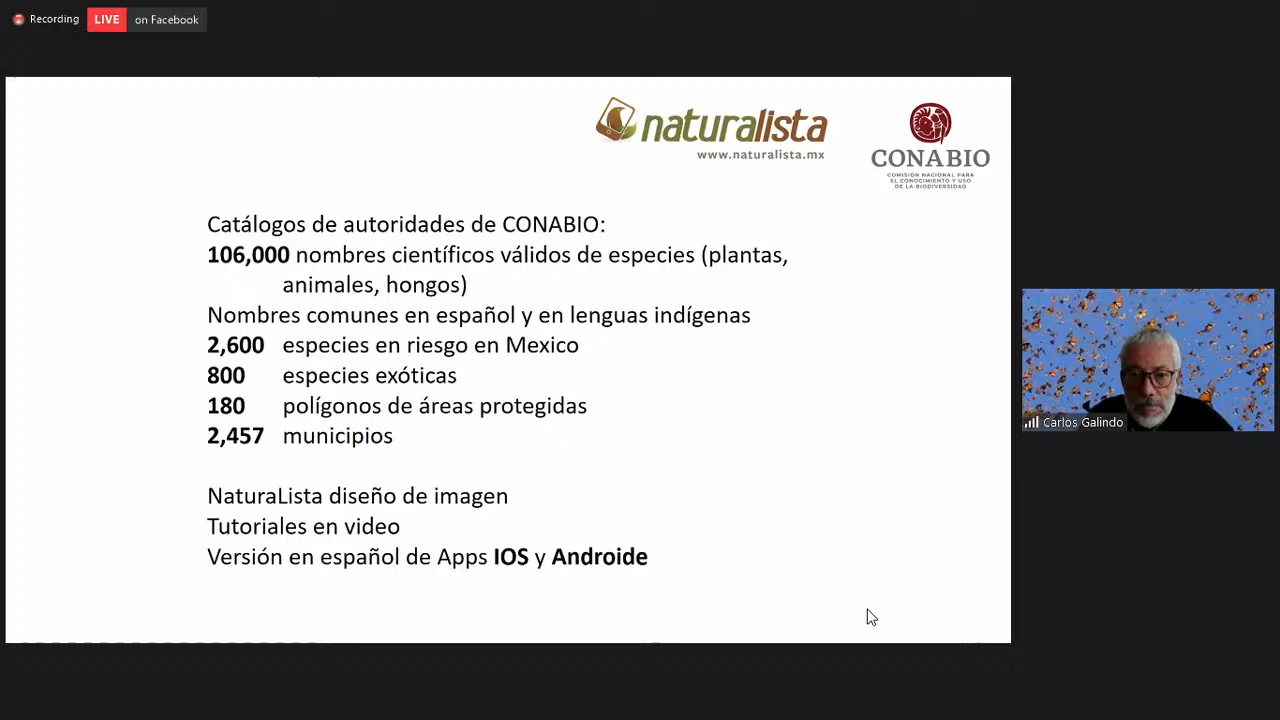 Recording
LIVE on Facebook
naturalista
www.naturalista.mx
CONABIO
COMISIÓN NACIONAL PARA
EL CONOCIMIENTO Y USO
DE LA BIODIVERSIDAD
Catálogos de autoridades de CONABIO:
106,000 nombres científicos válidos de especies (plantas,
animales, hongos)
Nombres comunes en español y en lenguas indígenas
2,600 especies en riesgo en Mexico
800 especies exóticas
180 polígonos de áreas protegidas
2,457 municipios
NaturaLista diseño de imagen
Tutoriales en video
Versión en español de Apps IOS y Androide
Carlos Galindo